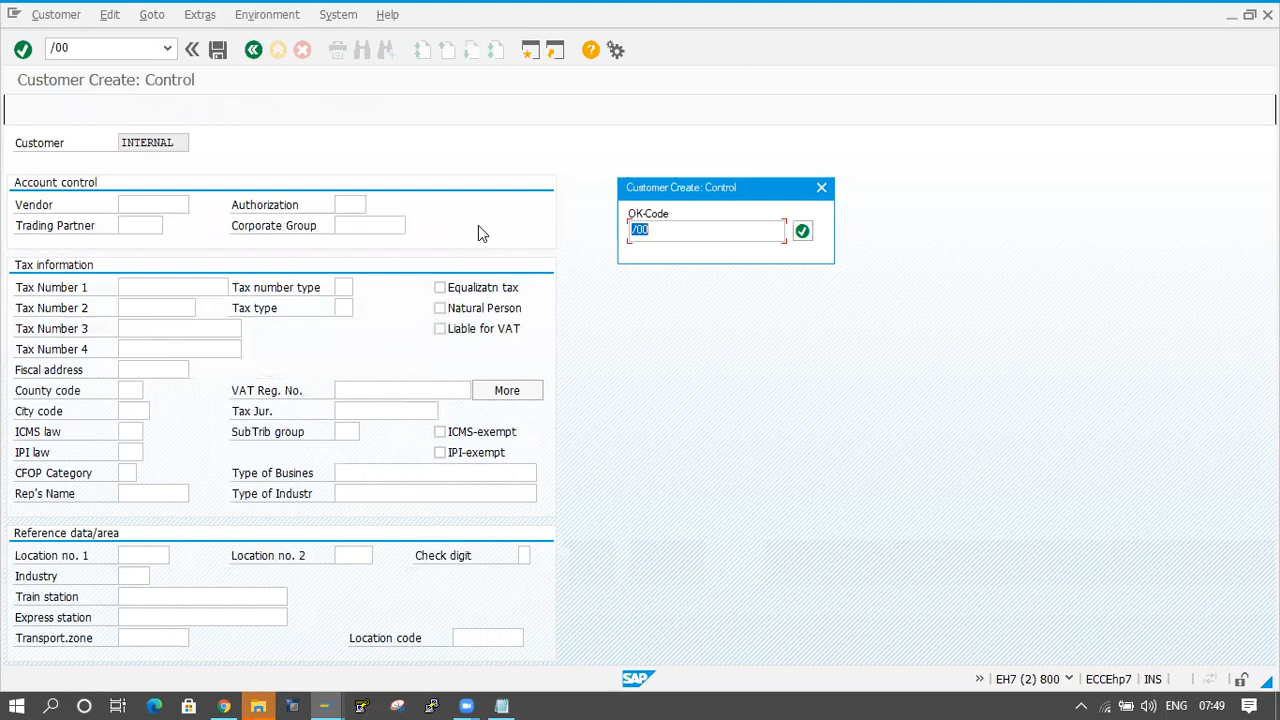 Customer Edit Goto Extras Environment System Help
/00
Customer Create: Control
Customer INTERNAL
Account control
Vendor Authorization
Trading Partner Corporate Group
Tax information
Tax Number 1 Tax number type Equalizatn tax
Tax Number 2 Tax type Natural Person
Tax Number 3 Liable for VAT
Tax Number 4
Fiscal address
County code VAT Reg. No. More
City code Tax Jur.
ICMS law SubTrib group ICMS-exempt
IPI law IPI-exempt
CFOP Category Type of Busines
Rep's Name Type of Industr
Reference data/area
Location no. 1 Location no. 2 Check digit
Industry
Train station
Express station
Transport.zone Location code
Customer Create: Control
OK-Code
/00
SAP EH7 (2) 800 ECCEhp7 INS
ENG 07:49